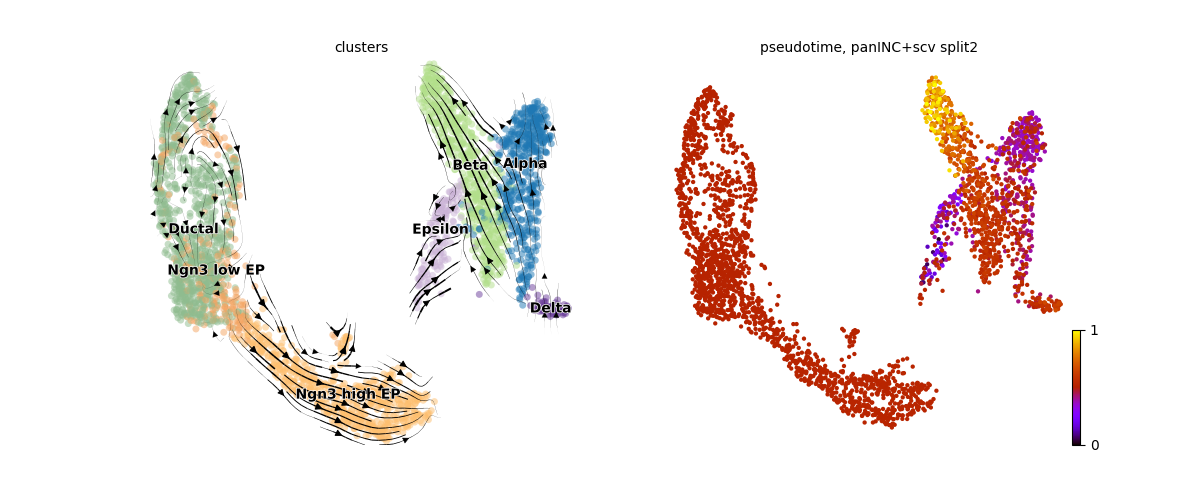 clusters
pseudotime, panINC+scv split2
Beta
Alpha
Ductal
Epsilon
Ngn3 low EP
Delta
1
Ngn3 high EP
0